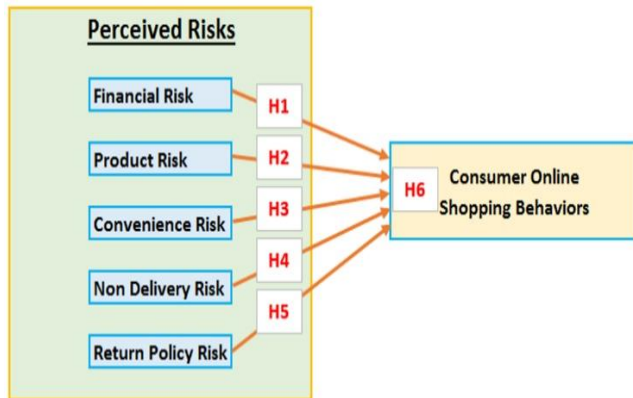 Perceived Risks
Financial Risk
H1
Product Risk
H2
H6
Consumer Online
Shopping Behaviors
Convenience Risk
H3
Non Delivery Risk
H4
Return Policy Risk
H5